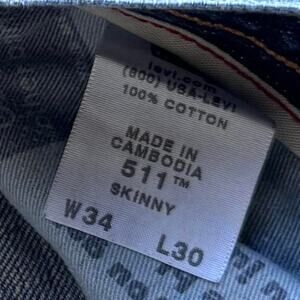 levi.com
(800) USA-LEVI
100% COTTON
MADE IN
CAMBODIA
511™
SKINNY
W34 L30